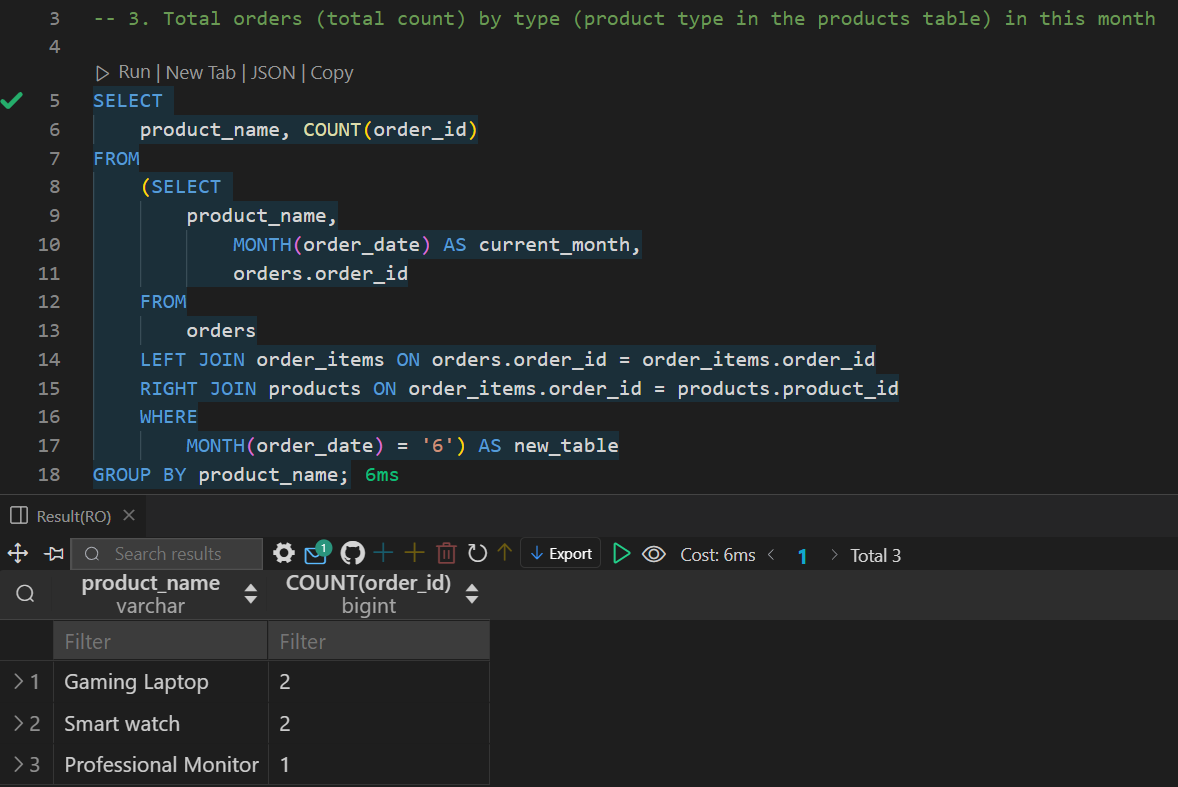 3 -- 3. Total orders (total count) by type (product type in the products table) in this month
4
Run | New Tab | JSON | Copy
5 SELECT
6 product_name, COUNT(order_id)
7 FROM
8 (SELECT
9 product_name,
10 MONTH(order_date) AS current_month,
11 orders.order_id
12 FROM
13 orders
14 LEFT JOIN order_items ON orders.order_id = order_items.order_id
15 RIGHT JOIN products ON order_items.order_id = products.product_id
16 WHERE
17 MONTH(order_date) = '6') AS new_table
18 GROUP BY product_name; 6ms
Result(RO)
Search results 1 Export Cost: 6ms < 1 > Total 3
product_name COUNT(order_id)
varchar bigint
Filter Filter
> 1 Gaming Laptop 2
> 2 Smart watch 2
> 3 Professional Monitor 1